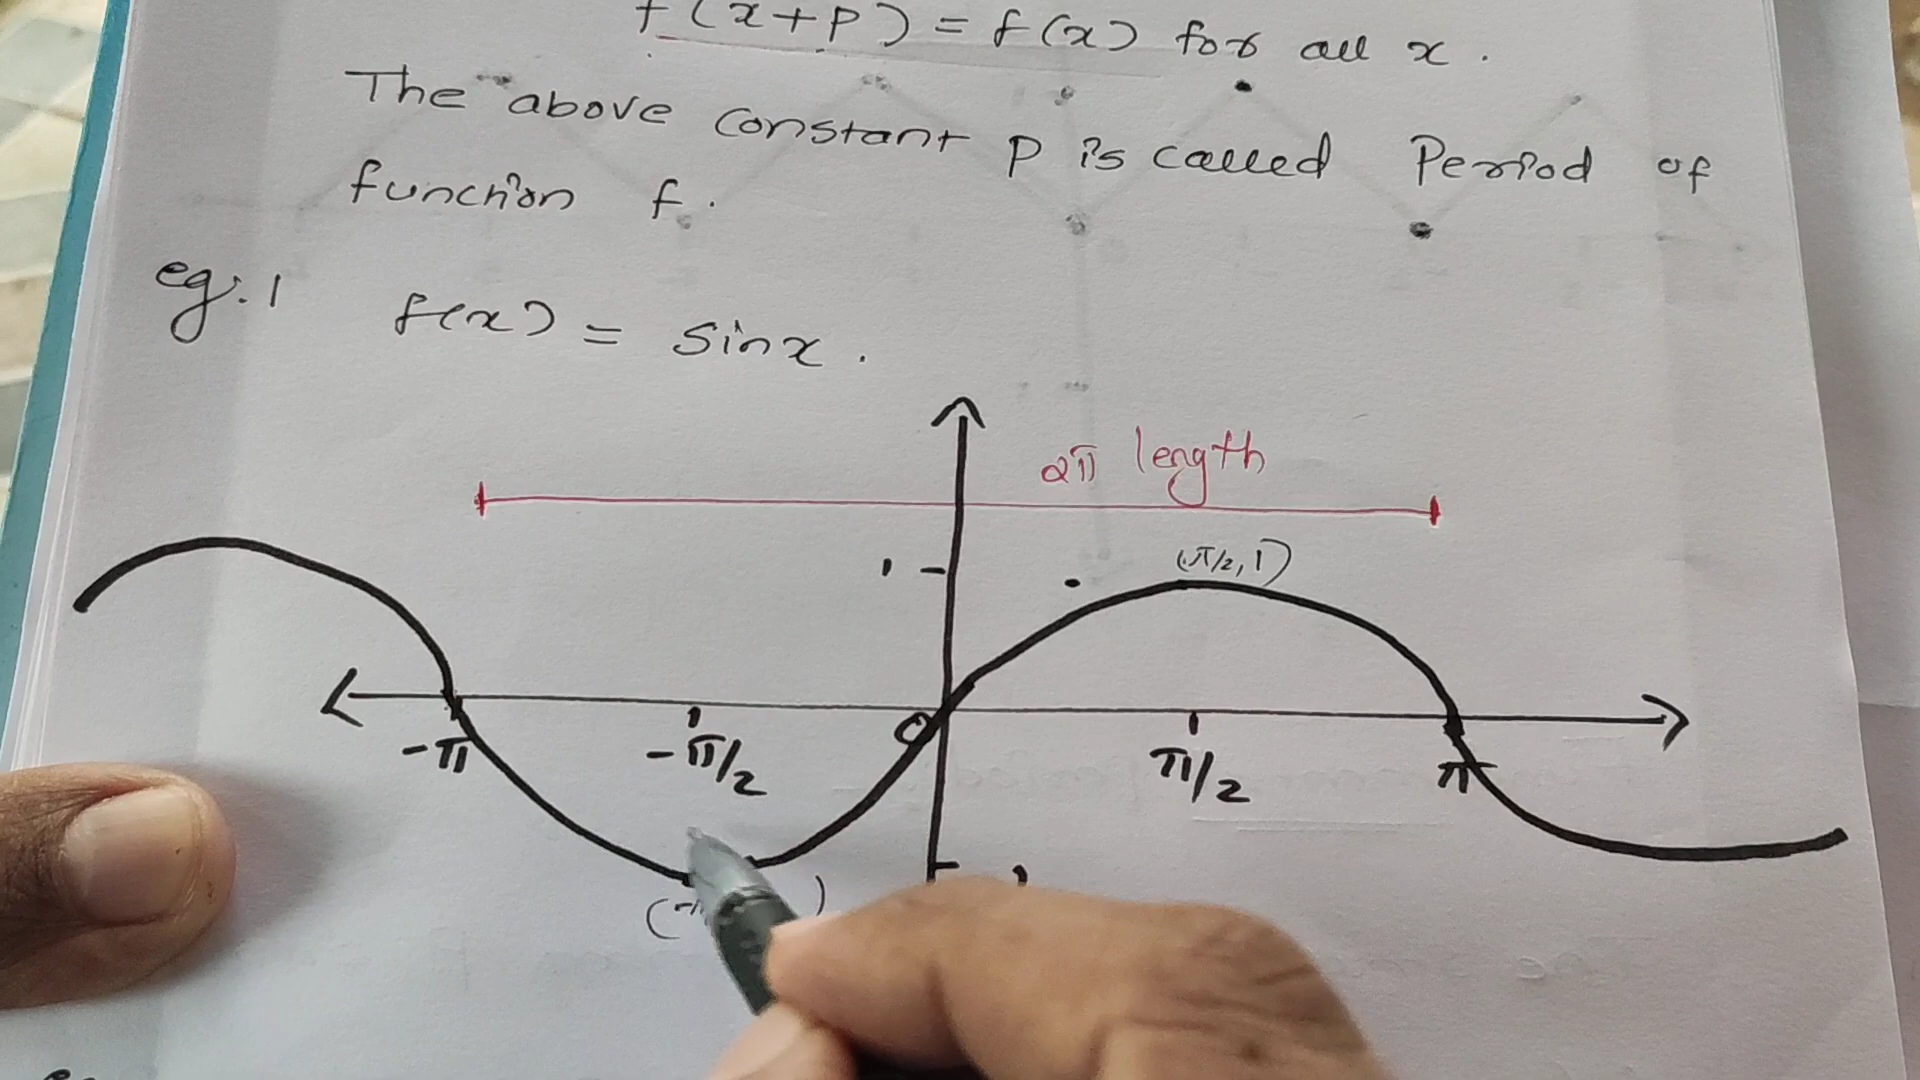 f(x+p) = f(x) for all x.
The above constant p is called Period of
function f.
eg:1 f(x) = sinx.
2π length
1
(π/2, 1)
-π -π/2 0 π/2 π